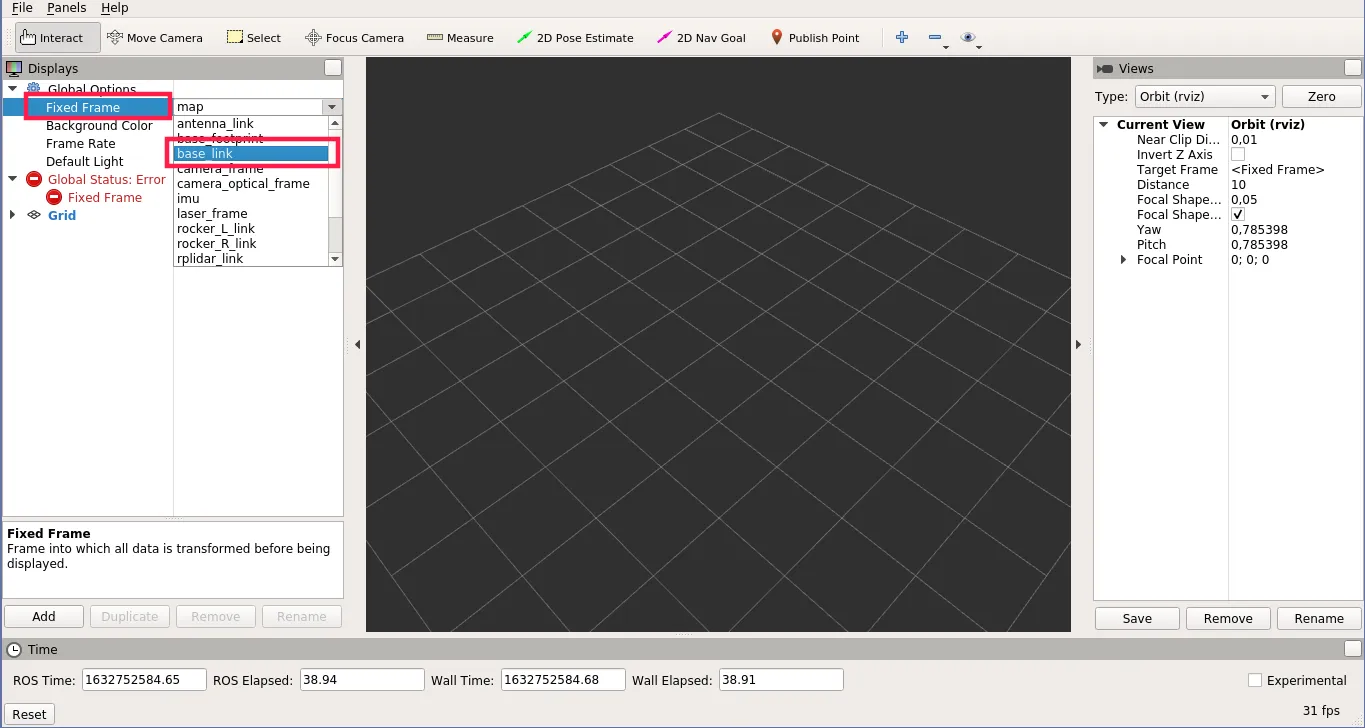 File Panels Help
Interact Move Camera Select Focus Camera Measure 2D Pose Estimate 2D Nav Goal Publish Point
Displays
Global Options
Fixed Frame map
Background Color
Frame Rate
Default Light
Global Status: Error
Fixed Frame
Grid
antenna_link
base_footprint
base_link
camera_frame
camera_optical_frame
imu
laser_frame
rocker_L_link
rocker_R_link
rplidar_link
Fixed Frame
Frame into which all data is transformed before being
displayed.
Add Duplicate Remove Rename
Views
Type: Orbit (rviz) Zero
Current View Orbit (rviz)
Near Clip Di... 0,01
Invert Z Axis
Target Frame <Fixed Frame>
Distance 10
Focal Shape... 0,05
Focal Shape... ✓
Yaw 0,785398
Pitch 0,785398
Focal Point 0; 0; 0
Save Remove Rename
Time
ROS Time: 1632752584.65 ROS Elapsed: 38.94 Wall Time: 1632752584.68 Wall Elapsed: 38.91 Experimental
Reset 31 fps